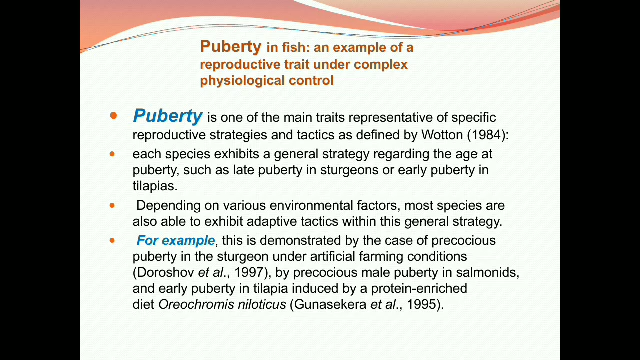 Puberty in fish: an example of a
reproductive trait under complex
physiological control
• Puberty is one of the main traits representative of specific
reproductive strategies and tactics as defined by Wotton (1984):
• each species exhibits a general strategy regarding the age at
puberty, such as late puberty in sturgeons or early puberty in
tilapias.
• Depending on various environmental factors, most species are
also able to exhibit adaptive tactics within this general strategy.
• For example, this is demonstrated by the case of precocious
puberty in the sturgeon under artificial farming conditions
(Doroshov et al., 1997), by precocious male puberty in salmonids,
and early puberty in tilapia induced by a protein-enriched
diet Oreochromis niloticus (Gunasekera et al., 1995).